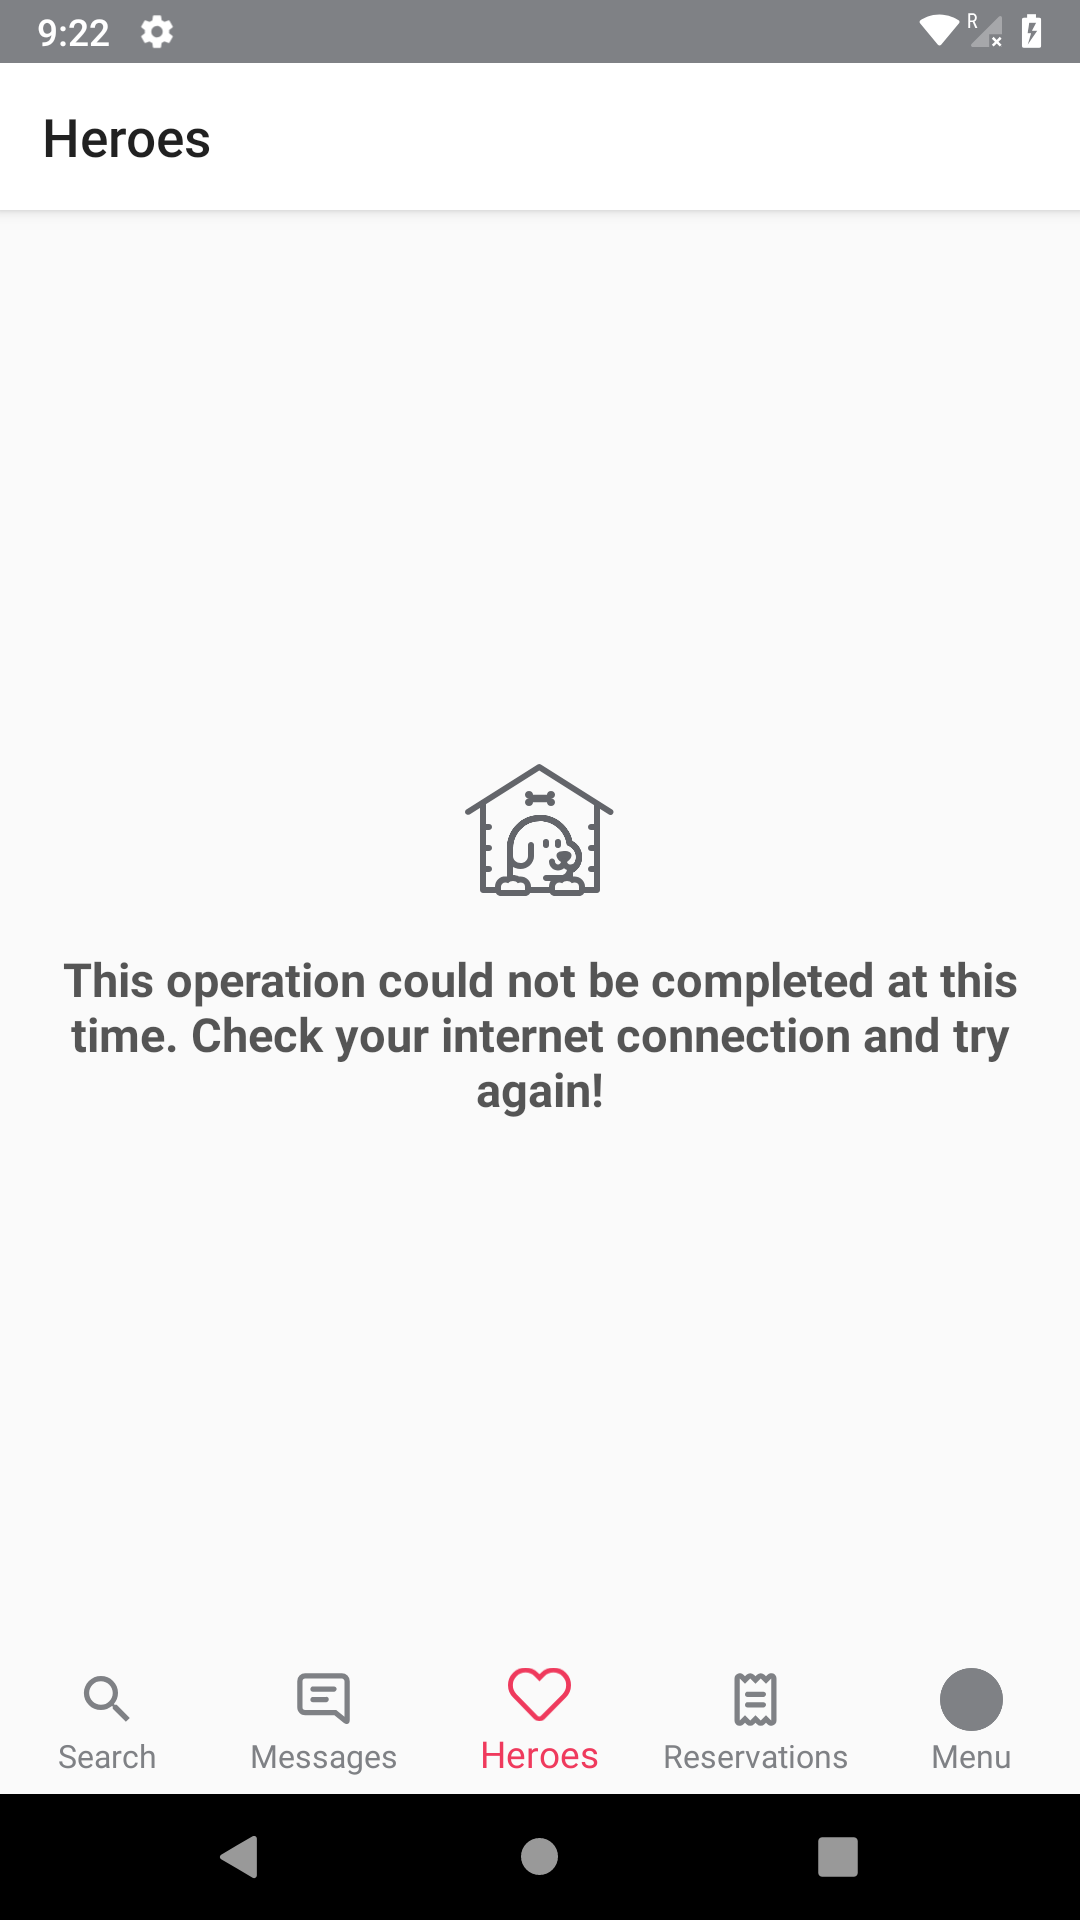 9:22
R
Heroes
This operation could not be completed at this
time. Check your internet connection and try
again!
Search
Messages
Heroes
Reservations
Menu